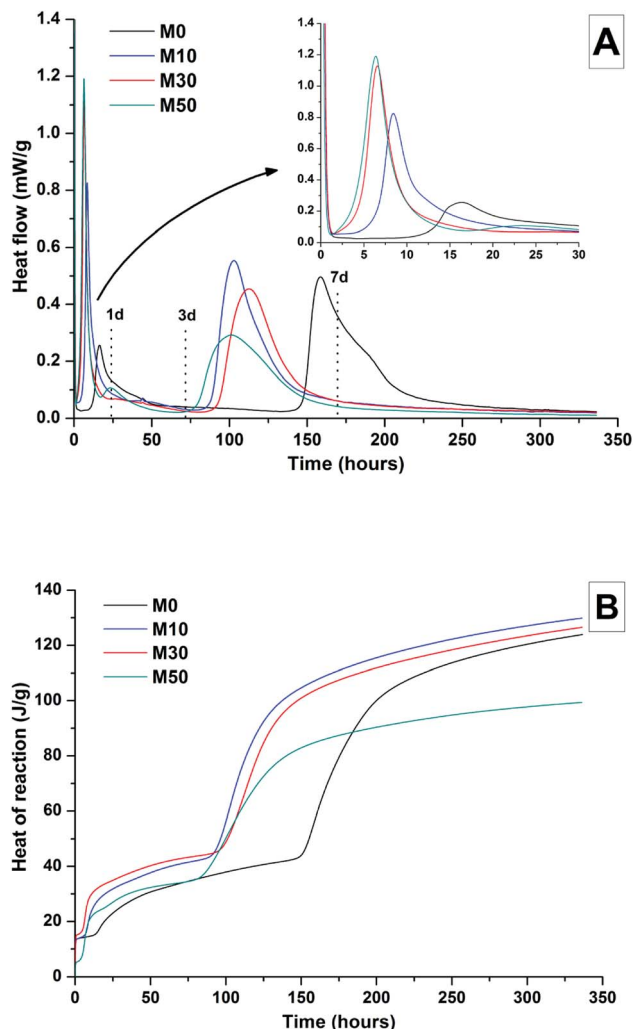 A
M0
M10
M30
M50
1.4
1.2
1.0
0.8
0.6
0.4
0.2
0.0
Heat flow (mW/g)
1.4
1.2
1.0
0.8
0.6
0.4
0.2
0.0
0 5 10 15 20 25 30
1d
3d
7d
0 50 100 150 200 250 300 350
Time (hours)
B
M0
M10
M30
M50
140
120
100
80
60
40
20
0
Heat of reaction (J/g)
0 50 100 150 200 250 300 350
Time (hours)